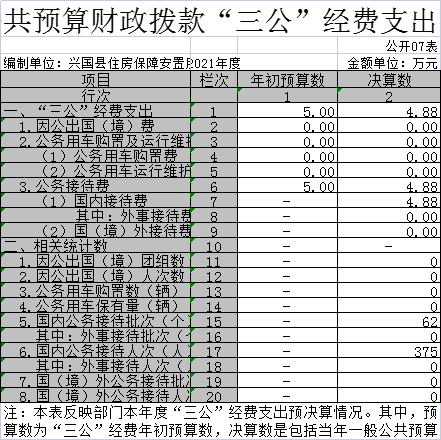 共预算财政拨款“三公”经费支出
公开07表
编制单位：兴国县住房保障安置 2021年度 金额单位：万元
项目 栏次 年初预算数 决算数
行次 1 2
一、“三公”经费支出 1 5.00 4.88
1.因公出国（境）费 2 0.00 0.00
2.公务用车购置及运行维护 3 0.00 0.00
（1）公务用车购置费 4 0.00 0.00
（2）公务用车运行维护 5 0.00 0.00
3.公务接待费 6 5.00 4.88
（1）国内接待费 7 - 4.88
其中：外事接待费 8 - 0.00
（2）国（境）外接待费 9 - 0.00
二、相关统计数 10 - -
1.因公出国（境）团组数 11 - 0
2.因公出国（境）人次数 12 - 0
3.公务用车购置数（辆） 13 - 0
4.公务用车保有量（辆） 14 - 0
5.国内公务接待批次（个 15 - 62
其中：外事接待批次（ 16 - 0
6.国内公务接待人次（人 17 - 375
其中：外事接待人次（ 18 - 0
7.国（境）外公务接待批 19 - 0
8.国（境）外公务接待人 20 - 0
注：本表反映部门本年度“三公”经费支出预决算情况。其中，预
算数为“三公”经费年初预算数，决算数是包括当年一般公共预算